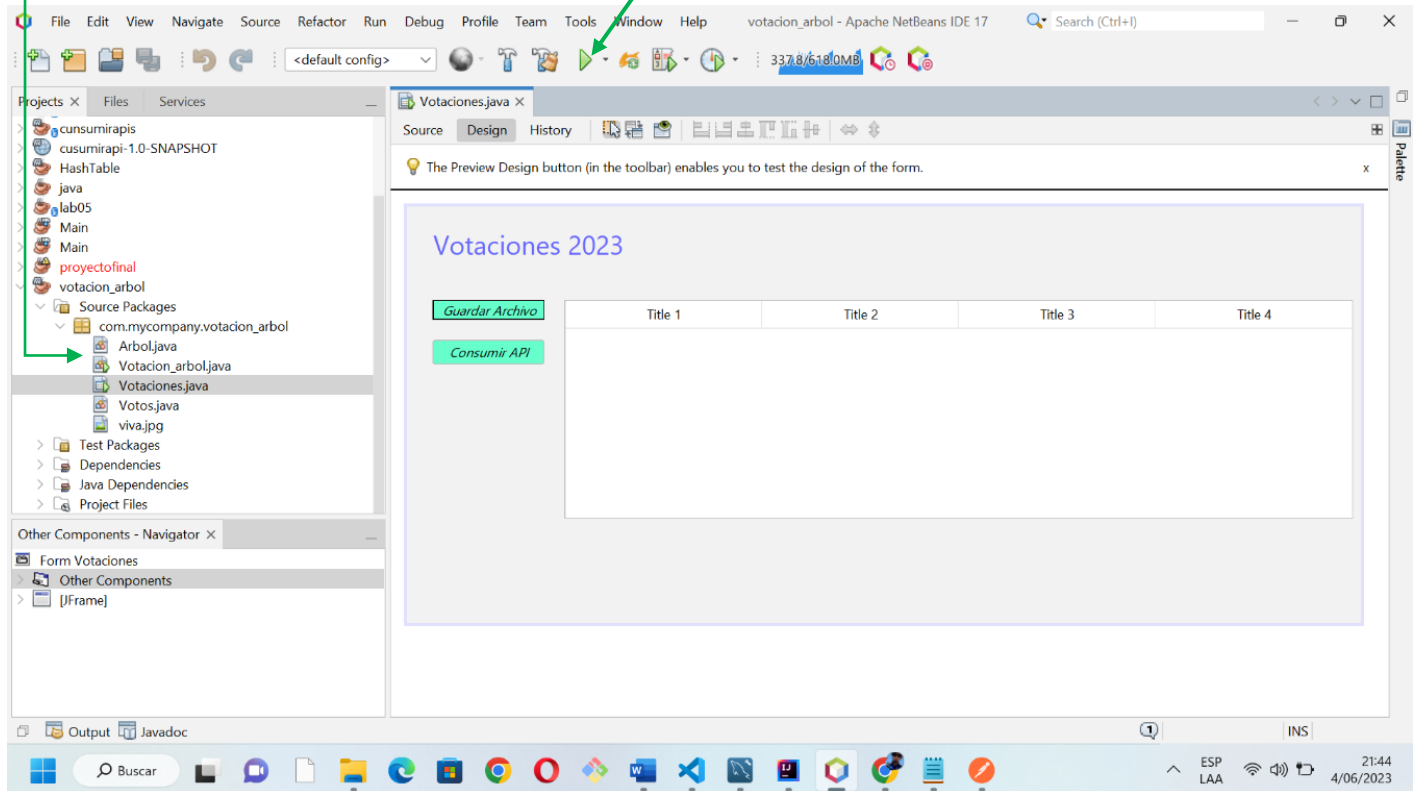 File Edit View Navigate Source Refactor Run Debug Profile Team Tools Window Help votacion_arbol - Apache NetBeans IDE 17 Search (Ctrl+I)
<default config> 337.8/618.0MB
Projects Files Services
cunsumirapis
cusumirapi-1.0-SNAPSHOT
HashTable
java
lab05
Main
Main
proyectofinal
votacion_arbol
Source Packages
com.mycompany.votacion_arbol
Arbol.java
Votacion_arbol.java
Votaciones.java
Votos.java
viva.jpg
Test Packages
Dependencies
Java Dependencies
Project Files
Other Components - Navigator
Form Votaciones
Other Components
[JFrame]
Votaciones.java
Source Design History
The Preview Design button (in the toolbar) enables you to test the design of the form. x
Votaciones 2023
Guardar Archivo
Consumir API
Title 1 Title 2 Title 3 Title 4
Palette
Output Javadoc 1 INS
Buscar
ESP
LAA
21:44
4/06/2023